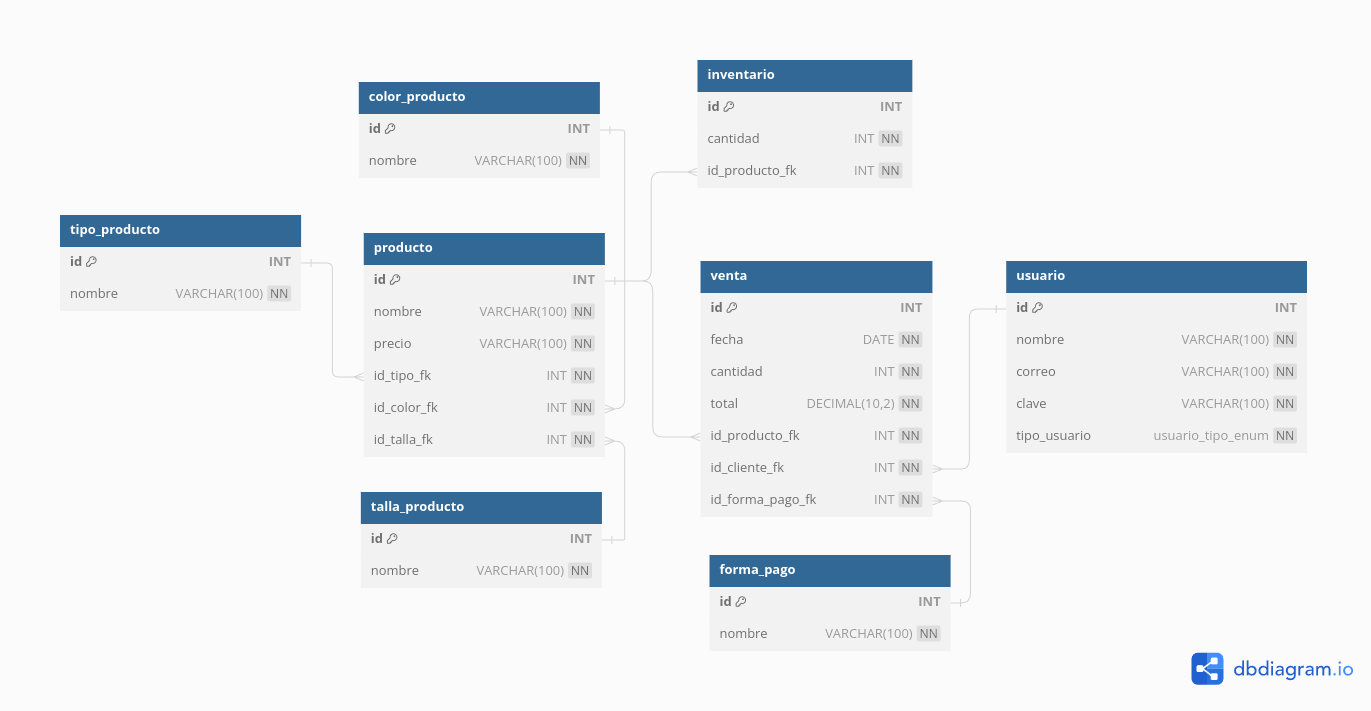 color_producto
id INT
nombre VARCHAR(100) NN
inventario
id INT
cantidad INT NN
id_producto_fk INT NN
tipo_producto
id INT
nombre VARCHAR(100) NN
producto
id INT
nombre VARCHAR(100) NN
precio VARCHAR(100) NN
id_tipo_fk INT NN
id_color_fk INT NN
id_talla_fk INT NN
venta
id INT
fecha DATE NN
cantidad INT NN
total DECIMAL(10,2) NN
id_producto_fk INT NN
id_cliente_fk INT NN
id_forma_pago_fk INT NN
usuario
id INT
nombre VARCHAR(100) NN
correo VARCHAR(100) NN
clave VARCHAR(100) NN
tipo_usuario usuario_tipo_enum NN
talla_producto
id INT
nombre VARCHAR(100) NN
forma_pago
id INT
nombre VARCHAR(100) NN
dbdiagram.io